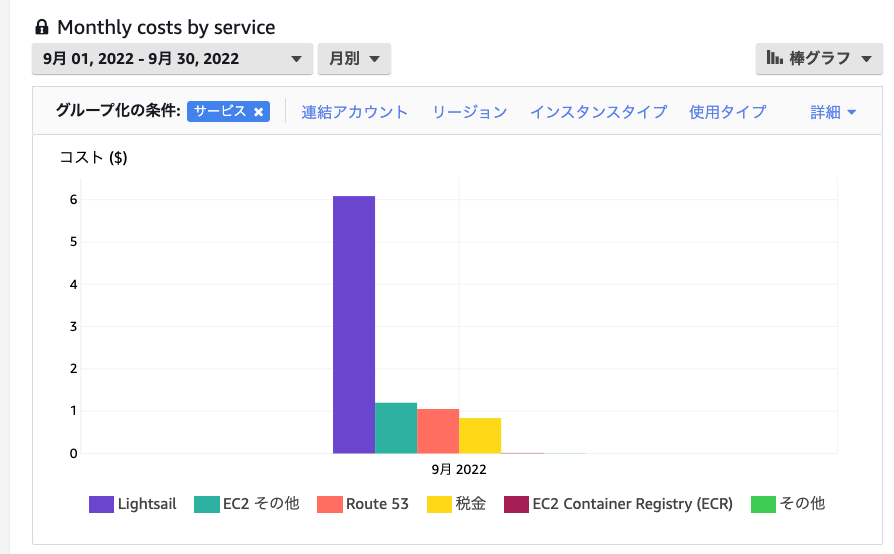 Monthly costs by service
9月 01, 2022 - 9月 30, 2022
月別
棒グラフ
グループ化の条件: サービス × 連結アカウント リージョン インスタンスタイプ 使用タイプ 詳細
コスト ($)
6
5
4
3
2
1
0
9月 2022
Lightsail EC2 その他 Route 53 税金 EC2 Container Registry (ECR) その他